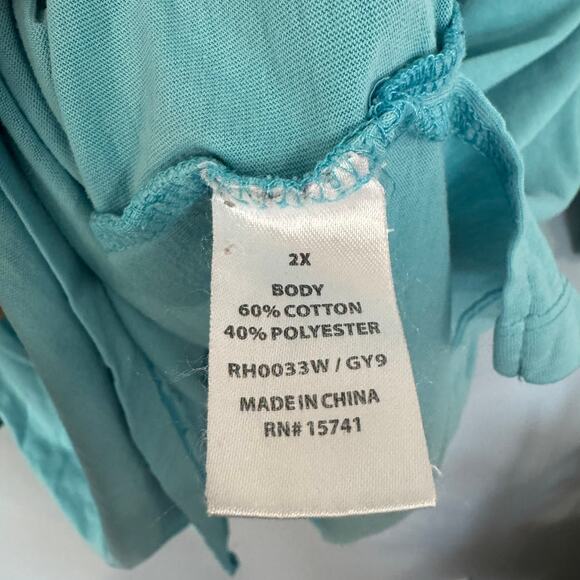 2X
BODY
60% COTTON
40% POLYESTER
RH0033W / GY9
MADE IN CHINA
RN# 15741